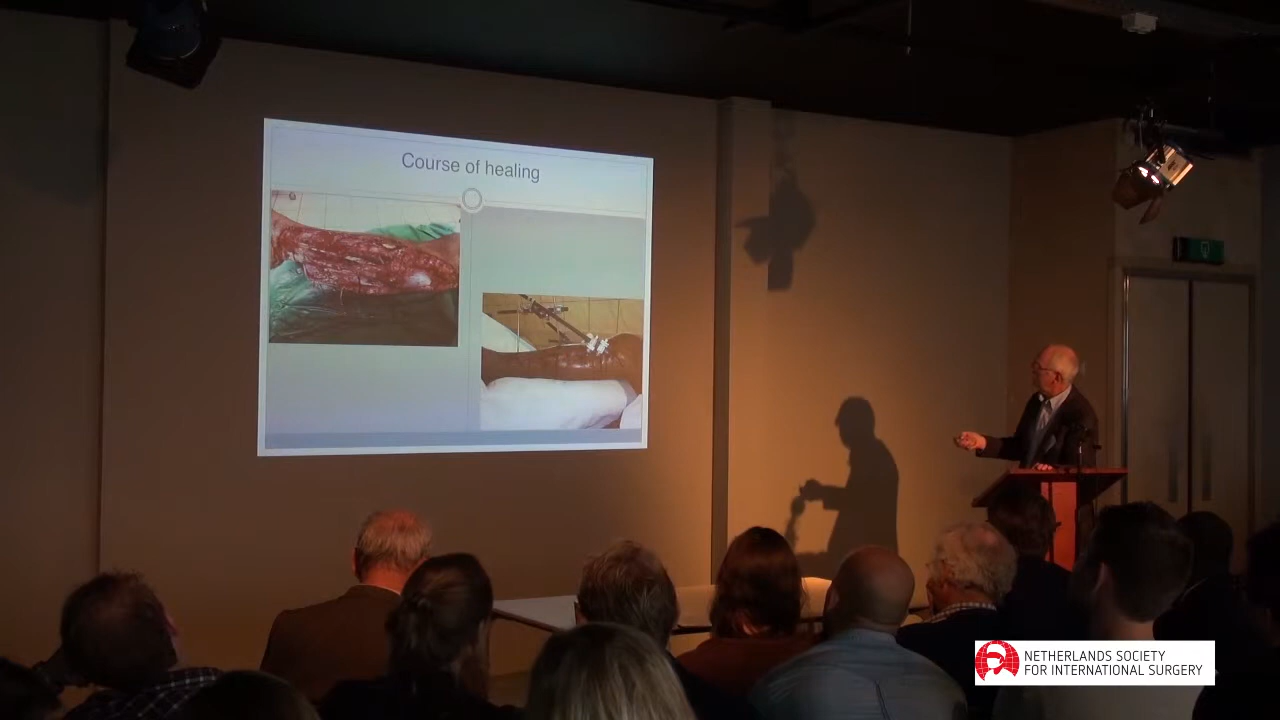 Course of healing
NETHERLANDS SOCIETY
FOR INTERNATIONAL SURGERY